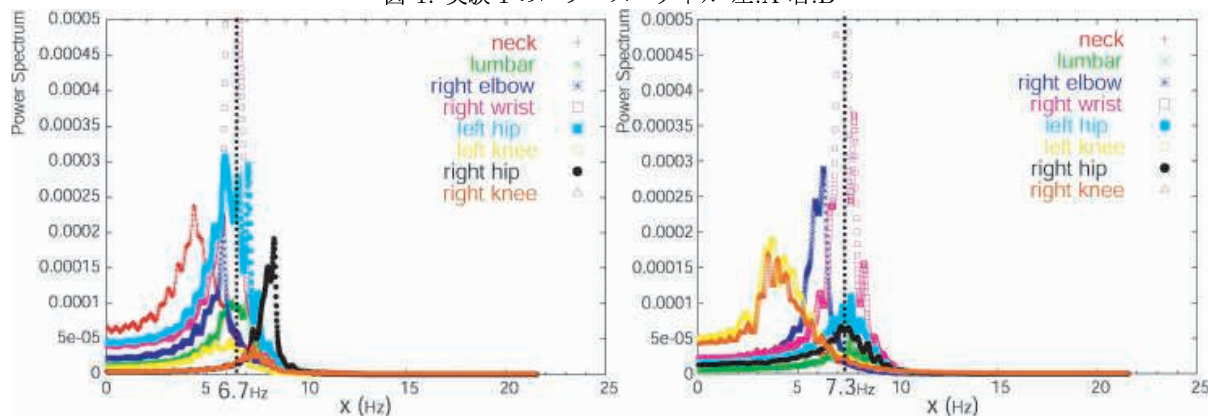 0.0005
0.00045
0.0004
0.00035
0.0003
0.00025
0.0002
0.00015
0.0001
5e-05
0
Power Spectrum
neck
lumbar
right elbow
right wrist
left hip
left knee
right hip
right knee
0 5 6.7Hz 10 15 20 25
x (Hz)
0.0005
0.00045
0.0004
0.00035
0.0003
0.00025
0.0002
0.00015
0.0001
5e-05
0
Power Spectrum
neck
lumbar
right elbow
right wrist
left hip
left knee
right hip
right knee
0 5 7.3Hz 10 15 20 25
x (Hz)